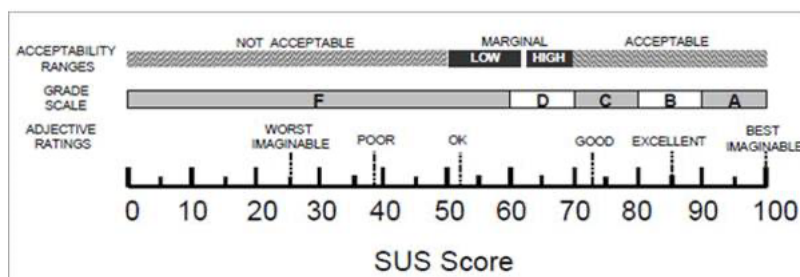 NOT ACCEPTABLE MARGINAL ACCEPTABLE
ACCEPTABILITY
RANGES
LOW HIGH
GRADE
SCALE
F D C B A
ADJECTIVE
RATINGS
WORST
IMAGINABLE
POOR
OK
GOOD
EXCELLENT
BEST
IMAGINABLE
0 10 20 30 40 50 60 70 80 90 100
SUS Score